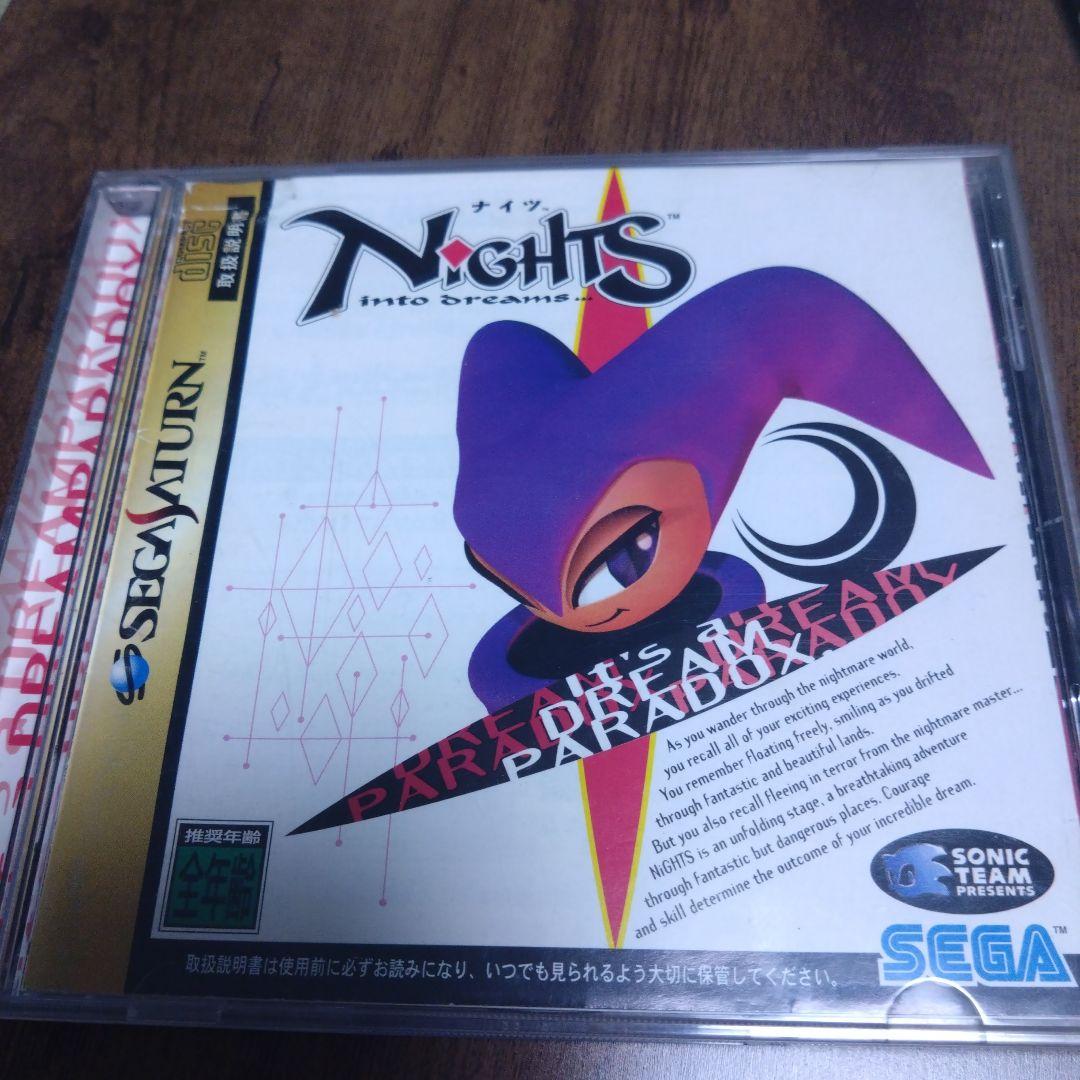 ナイツ™
NiGHTS™
into dreams...
disc
取扱説明書
SEGA SATURN™
DREAM PARADOX
It's a
DREAM
PARADOX.
As you wander through the nightmare world,
you recall all of your exciting experiences.
You remember floating freely, smiling as you drifted
through fantastic and beautiful lands.
But you also recall fleeing in terror from the nightmare master...
NiGHTS is an unfolding stage, a breathtaking adventure
through fantastic but dangerous places. Courage
and skill determine the outcome of your incredible dream.
推奨年齢
全年齢
SONIC
TEAM
PRESENTS
SEGA™
取扱説明書は使用前に必ずお読みになり、いつでも見られるよう大切に保管してください。